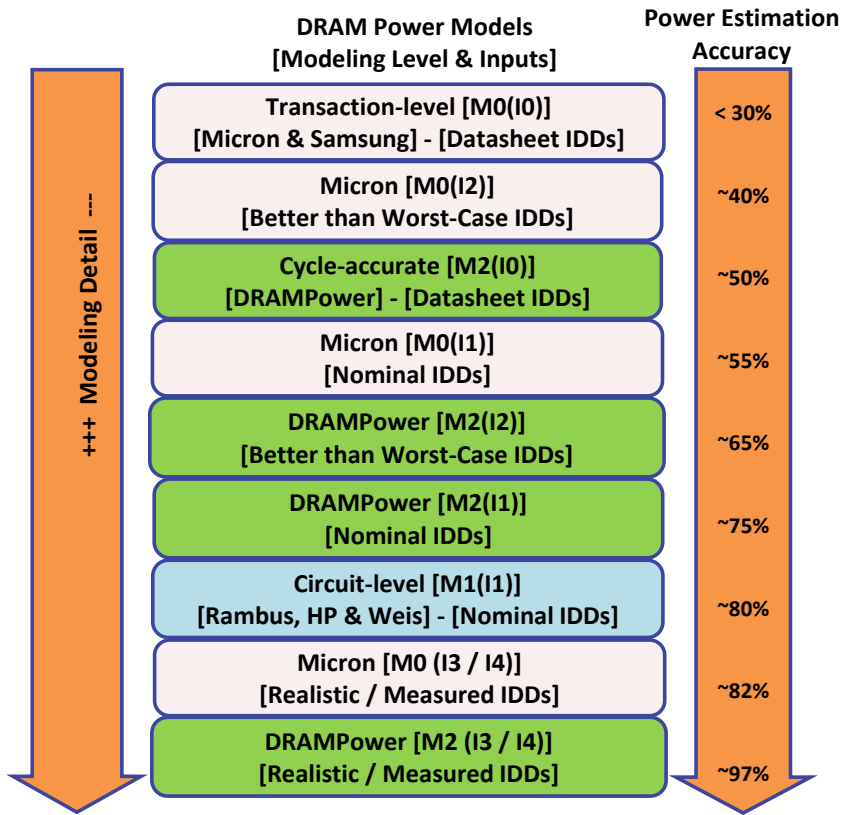 DRAM Power Models
[Modeling Level & Inputs]
Power Estimation
Accuracy
+++ Modeling Detail ---
Transaction-level [M0(I0)]
[Micron & Samsung] - [Datasheet IDDs]
< 30%
Micron [M0(I2)]
[Better than Worst-Case IDDs]
~40%
Cycle-accurate [M2(I0)]
[DRAMPower] - [Datasheet IDDs]
~50%
Micron [M0(I1)]
[Nominal IDDs]
~55%
DRAMPower [M2(I2)]
[Better than Worst-Case IDDs]
~65%
DRAMPower [M2(I1)]
[Nominal IDDs]
~75%
Circuit-level [M1(I1)]
[Rambus, HP & Weis] - [Nominal IDDs]
~80%
Micron [M0 (I3 / I4)]
[Realistic / Measured IDDs]
~82%
DRAMPower [M2 (I3 / I4)]
[Realistic / Measured IDDs]
~97%